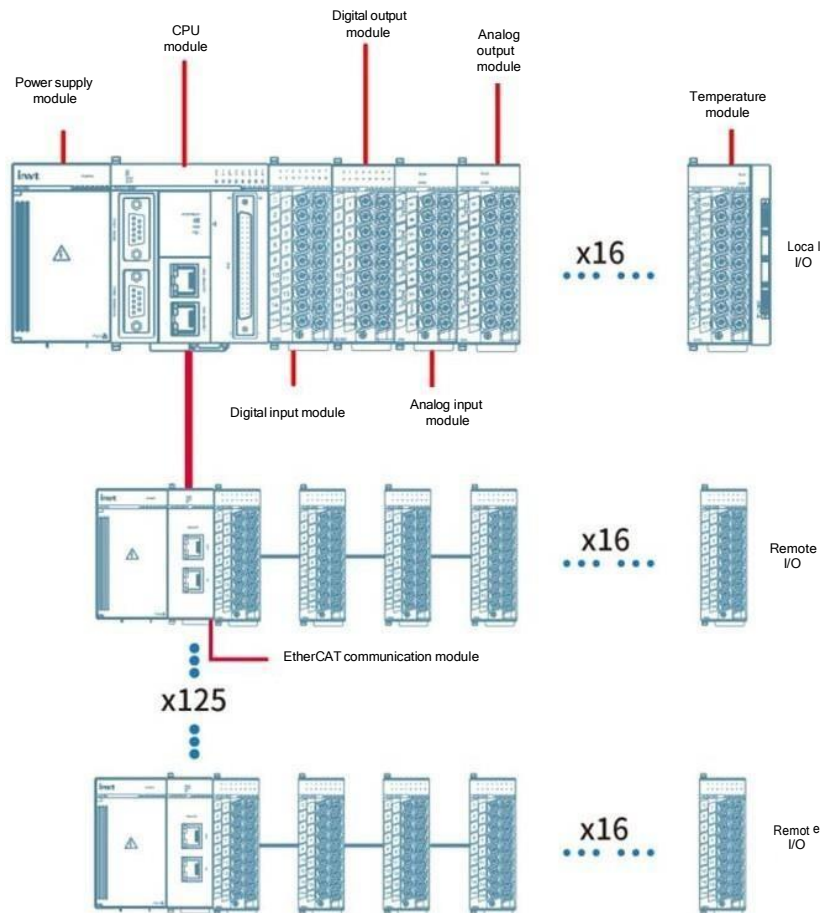 CPU
module
Digital output
module
Analog
output
module
Power supply
module
Temperature
module
invt
x16
Loca l
I/O
Digital input module
Analog input
module
invt
x16
Remote
I/O
EtherCAT communication module
x125
invt
x16
Remot e
I/O